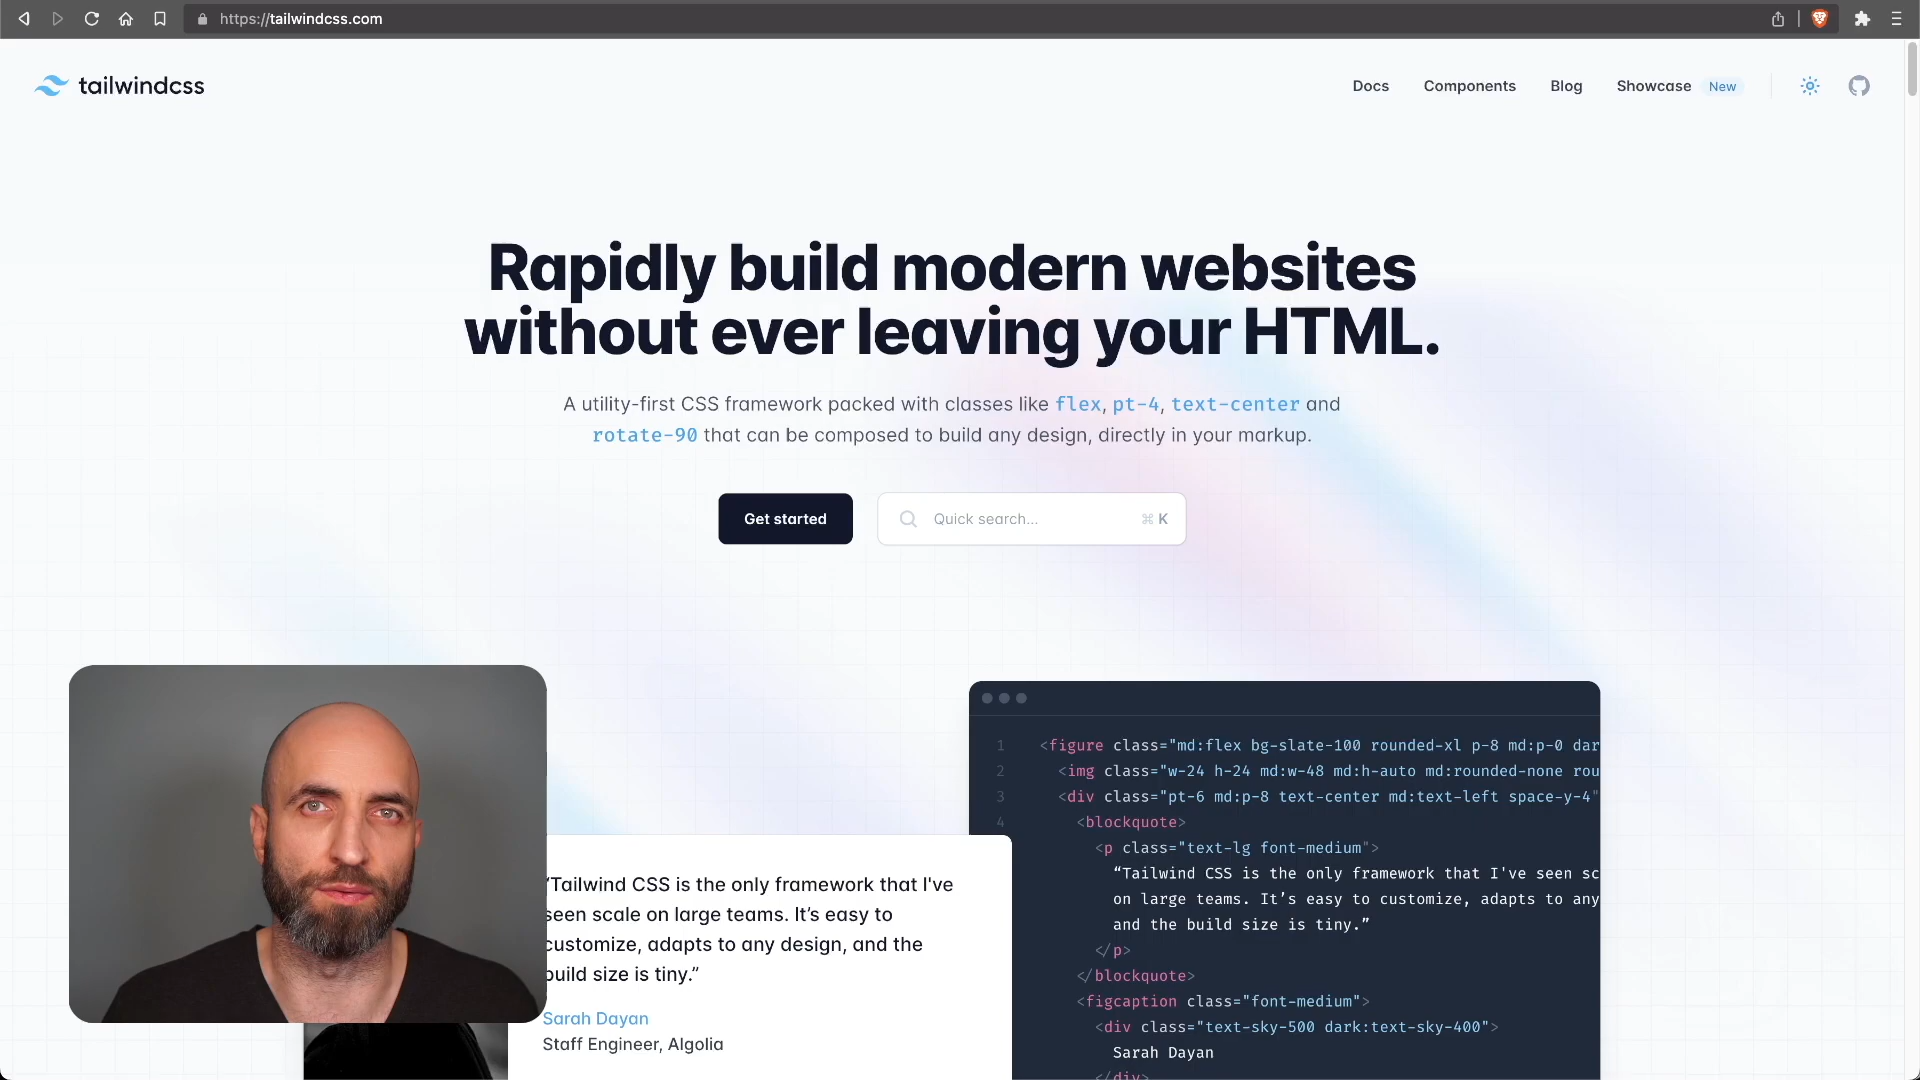 https://tailwindcss.com
tailwindcss
Docs Components Blog Showcase New
Rapidly build modern websites
without ever leaving your HTML.
A utility-first CSS framework packed with classes like flex, pt-4, text-center and
rotate-90 that can be composed to build any design, directly in your markup.
Get started
Quick search... ⌘ K
“Tailwind CSS is the only framework that I've
seen scale on large teams. It’s easy to
customize, adapts to any design, and the
build size is tiny.”
Sarah Dayan
Staff Engineer, Algolia
1 <figure class="md:flex bg-slate-100 rounded-xl p-8 md:p-0 dar
2 <img class="w-24 h-24 md:w-48 md:h-auto md:rounded-none rou
3 <div class="pt-6 md:p-8 text-center md:text-left space-y-4"
4 <blockquote>
<p class="text-lg font-medium">
“Tailwind CSS is the only framework that I've seen sc
on large teams. It’s easy to customize, adapts to any
and the build size is tiny.”
</p>
</blockquote>
<figcaption class="font-medium">
<div class="text-sky-500 dark:text-sky-400">
Sarah Dayan
</div>